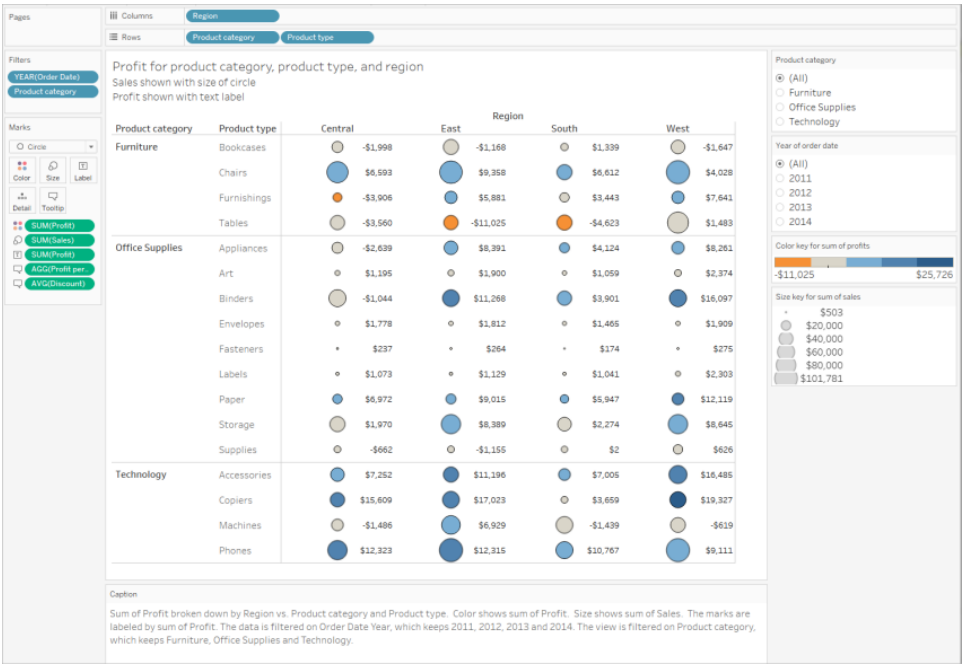 Pages
Columns Region
Rows Product category Product type
Filters
YEAR(Order Date)
Product category
Marks
Circle
Color Size Label
Detail Tooltip
SUM(Profit)
SUM(Sales)
SUM(Profit)
AGG(Profit per..
AVG(Discount)
Profit for product category, product type, and region
Sales shown with size of circle
Profit shown with text label
Region
Product category Product type Central East South West
Furniture Bookcases -$1,998 -$1,168 $1,339 -$1,647
Chairs $6,593 $9,358 $6,612 $4,028
Furnishings -$3,906 $5,881 $3,443 $7,641
Tables -$3,560 -$11,025 -$4,623 $1,483
Office Supplies Appliances -$2,639 $8,391 $4,124 $8,261
Art $1,195 $1,900 $1,059 $2,374
Binders -$1,044 $11,268 $3,901 $16,097
Envelopes $1,778 $1,812 $1,465 $1,909
Fasteners $237 $264 $174 $275
Labels $1,073 $1,129 $1,041 $2,303
Paper $6,972 $9,015 $5,947 $12,119
Storage $1,970 $8,389 $2,274 $8,645
Supplies -$662 -$1,155 $2 $626
Technology Accessories $7,252 $11,196 $7,005 $16,485
Copiers $15,609 $17,023 $3,659 $19,327
Machines -$1,486 $6,929 -$1,439 -$619
Phones $12,323 $12,315 $10,767 $9,111
Product category
(All)
Furniture
Office Supplies
Technology
Year of order date
(All)
2011
2012
2013
2014
Color key for sum of profits
-$11,025 $25,726
Size key for sum of sales
$503
$20,000
$40,000
$60,000
$80,000
$101,781
Caption
Sum of Profit broken down by Region vs. Product category and Product type. Color shows sum of Profit. Size shows sum of Sales. The marks are
labeled by sum of Profit. The data is filtered on Order Date Year, which keeps 2011, 2012, 2013 and 2014. The view is filtered on Product category,
which keeps Furniture, Office Supplies and Technology.